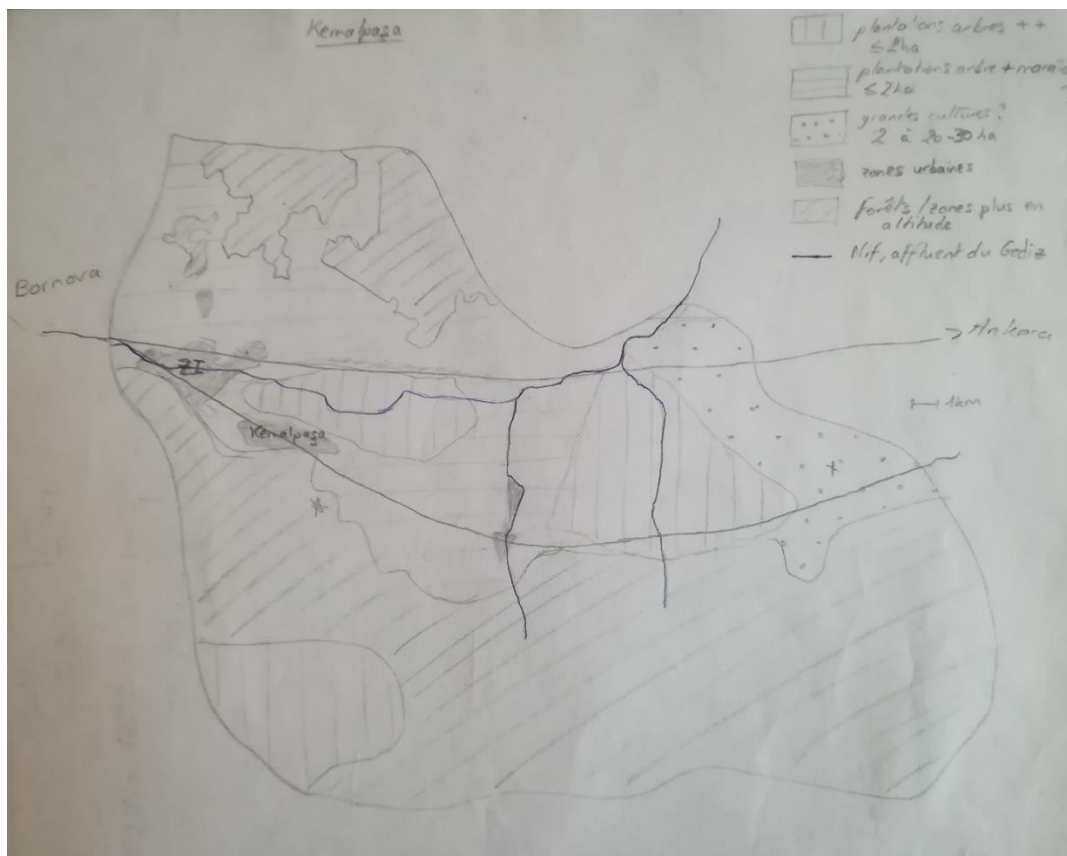 Kemalpaşa
plantations arbres ++
≤ 2ha
plantations arbre + maraîc
≤ 2ha
grandes cultures ?
2 à 20-30 ha
zones urbaines
Forêts / zones plus en
altitude
Nif, affluent du Gediz
Bornova
Ankara
ZI
1km
Kemalpaşa